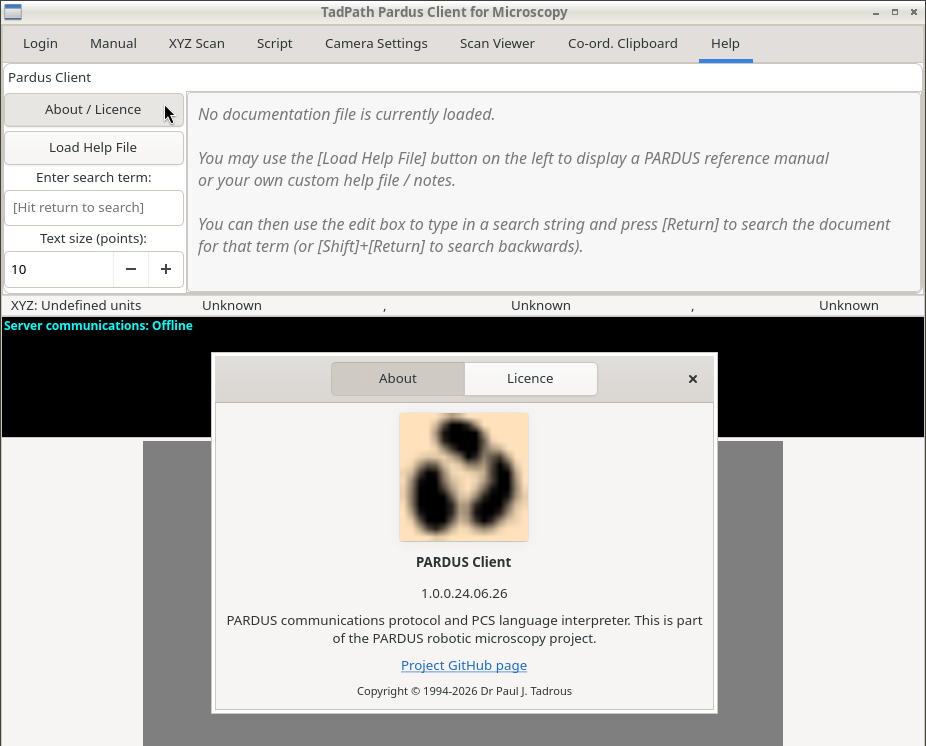 TadPath Pardus Client for Microscopy
Login Manual XYZ Scan Script Camera Settings Scan Viewer Co-ord. Clipboard Help
Pardus Client
About / Licence
Load Help File
Enter search term:
[Hit return to search]
Text size (points):
10
No documentation file is currently loaded.
You may use the [Load Help File] button on the left to display a PARDUS reference manual
or your own custom help file / notes.
You can then use the edit box to type in a search string and press [Return] to search the document
for that term (or [Shift]+[Return] to search backwards).
XYZ: Undefined units Unknown , Unknown , Unknown
Server communications: Offline
About Licence
PARDUS Client
1.0.0.24.06.26
PARDUS communications protocol and PCS language interpreter. This is part
of the PARDUS robotic microscopy project.
Project GitHub page
Copyright © 1994-2026 Dr Paul J. Tadrous